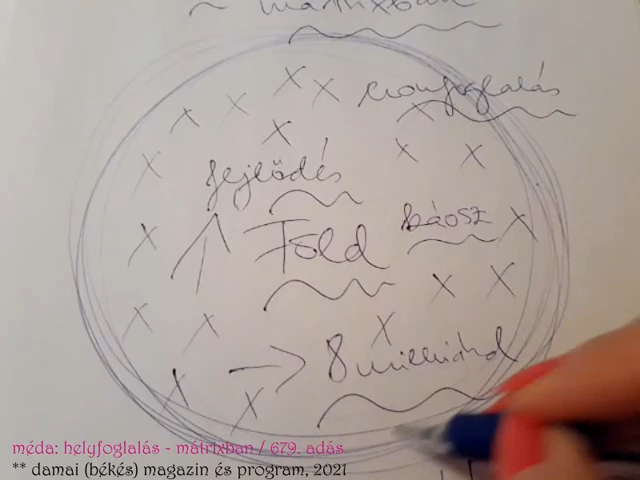 mátrixban
honfoglalás
fejlődés
Föld
káosz
8 milliárd
méda: helyfoglalás - mátrixban / 679. adás
** damai (békés) magazin és program, 2021